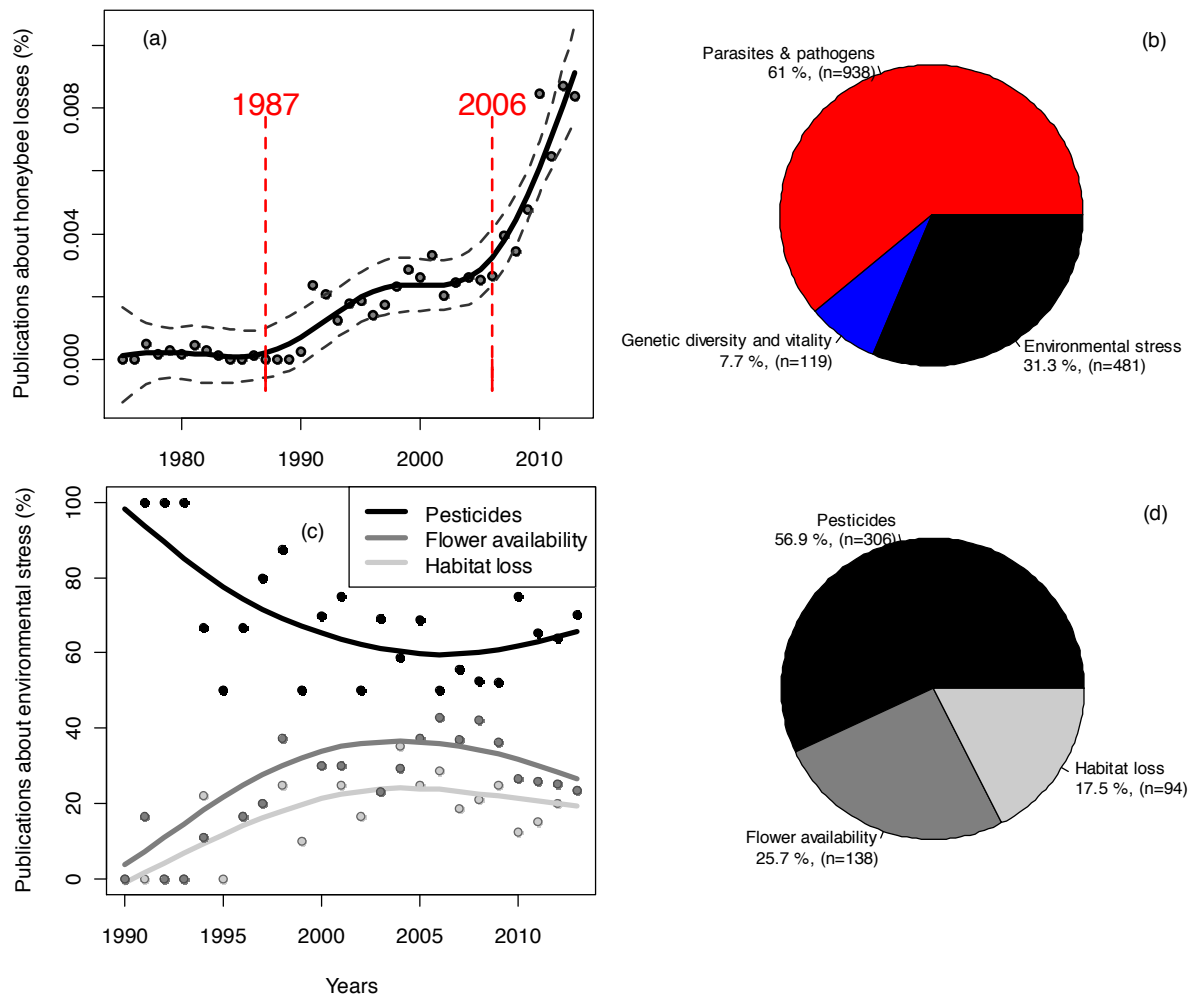 (a)
Publications about honeybee losses (%)
0.008
0.004
0.000
1987
2006
1980
1990
2000
2010
(b)
Parasites & pathogens
61 %, (n=938)
Genetic diversity and vitality
7.7 %, (n=119)
Environmental stress
31.3 %, (n=481)
Publications about environmental stress (%)
100
80
60
40
20
0
(c)
Pesticides
Flower availability
Habitat loss
1990
1995
2000
2005
2010
Years
(d)
Pesticides
56.9 %, (n=306)
Habitat loss
17.5 %, (n=94)
Flower availability
25.7 %, (n=138)